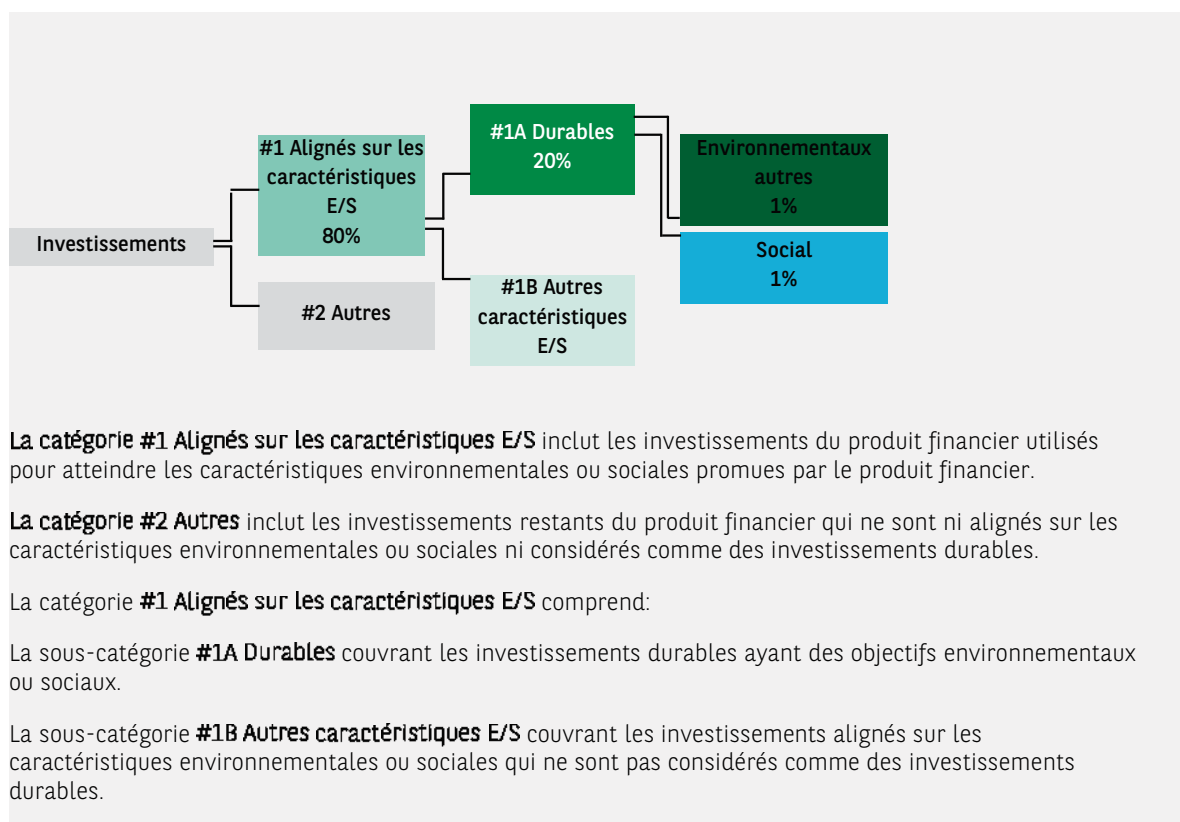 #1A Durables
20%
#1 Alignés sur les
caractéristiques
E/S
80%
Environnementaux
autres
1%
Investissements
Social
1%
#2 Autres
#1B Autres
caractéristiques
E/S
La catégorie #1 Alignés sur les caractéristiques E/S inclut les investissements du produit financier utilisés
pour atteindre les caractéristiques environnementales ou sociales promues par le produit financier.
La catégorie #2 Autres inclut les investissements restants du produit financier qui ne sont ni alignés sur les
caractéristiques environnementales ou sociales ni considérés comme des investissements durables.
La catégorie #1 Alignés sur les caractéristiques E/S comprend:
La sous-catégorie #1A Durables couvrant les investissements durables ayant des objectifs environnementaux
ou sociaux.
La sous-catégorie #1B Autres caractéristiques E/S couvrant les investissements alignés sur les
caractéristiques environnementales ou sociales qui ne sont pas considérés comme des investissements
durables.